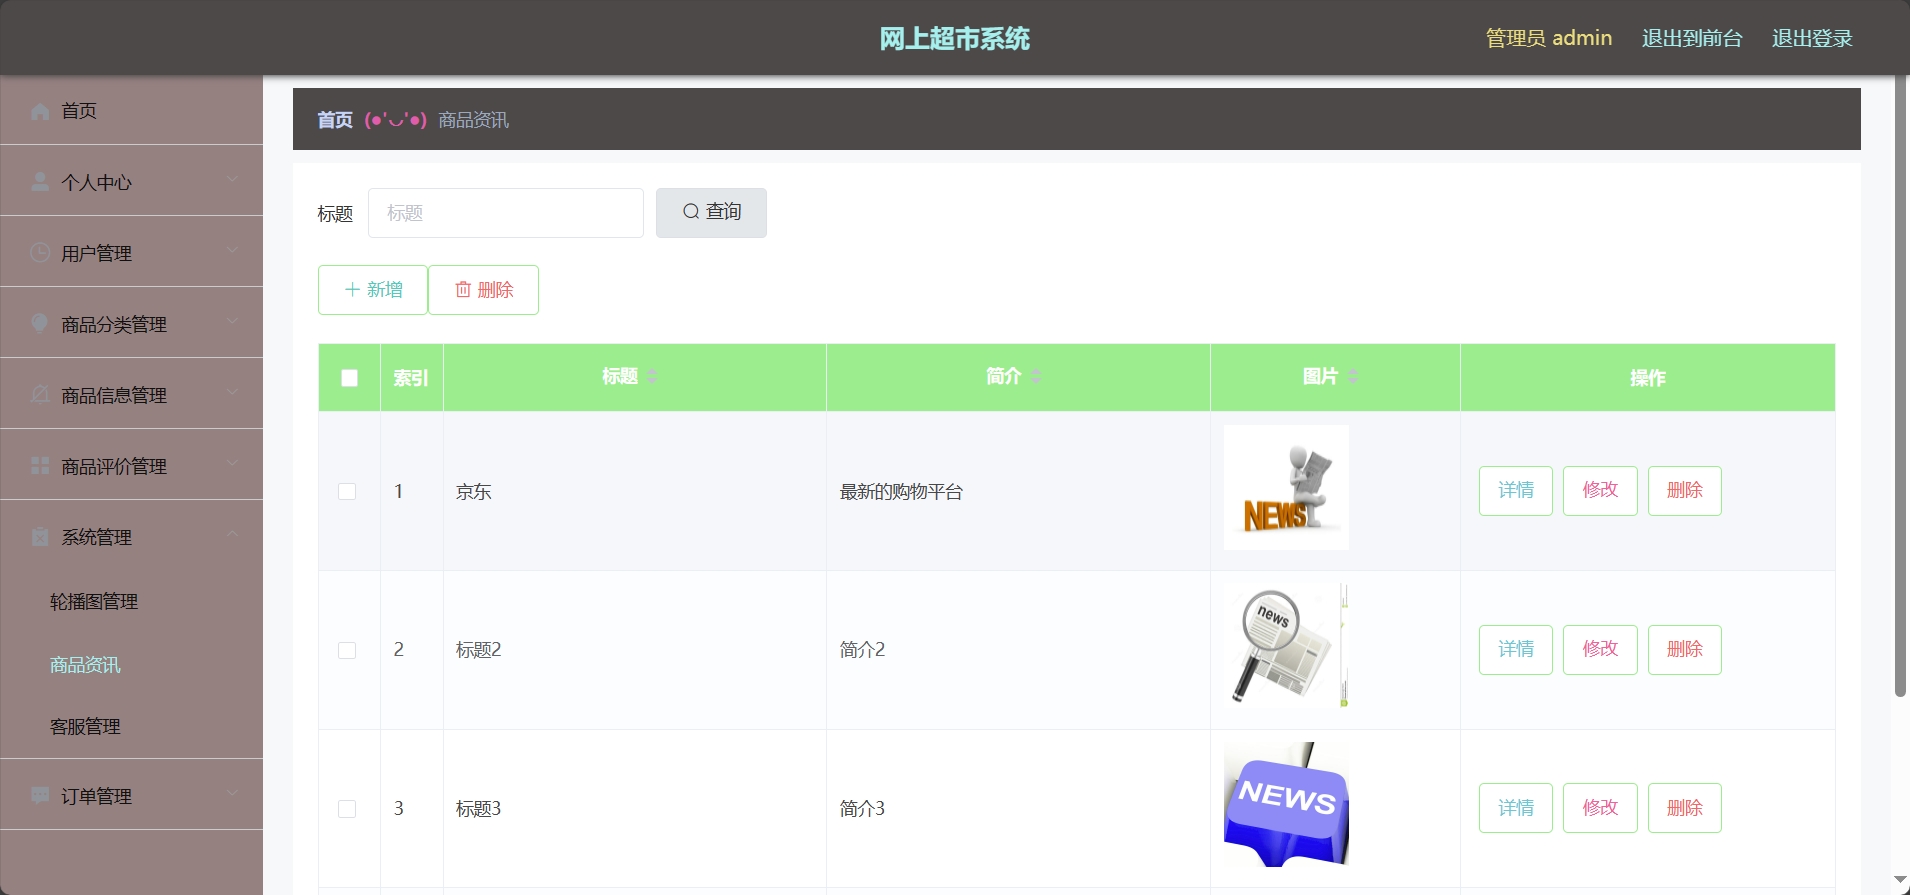 网上超市系统
管理员 admin 退出到前台 退出登录
首页
个人中心
用户管理
商品分类管理
商品信息管理
商品评价管理
系统管理
轮播图管理
商品资讯
客服管理
订单管理
首页 (●'◡'●) 商品资讯
标题 标题 查询
新增 删除
索引 标题 简介 图片 操作
1 京东 最新的购物平台 NEWS 详情 修改 删除
2 标题2 简介2 news 详情 修改 删除
3 标题3 简介3 NEWS 详情 修改 删除